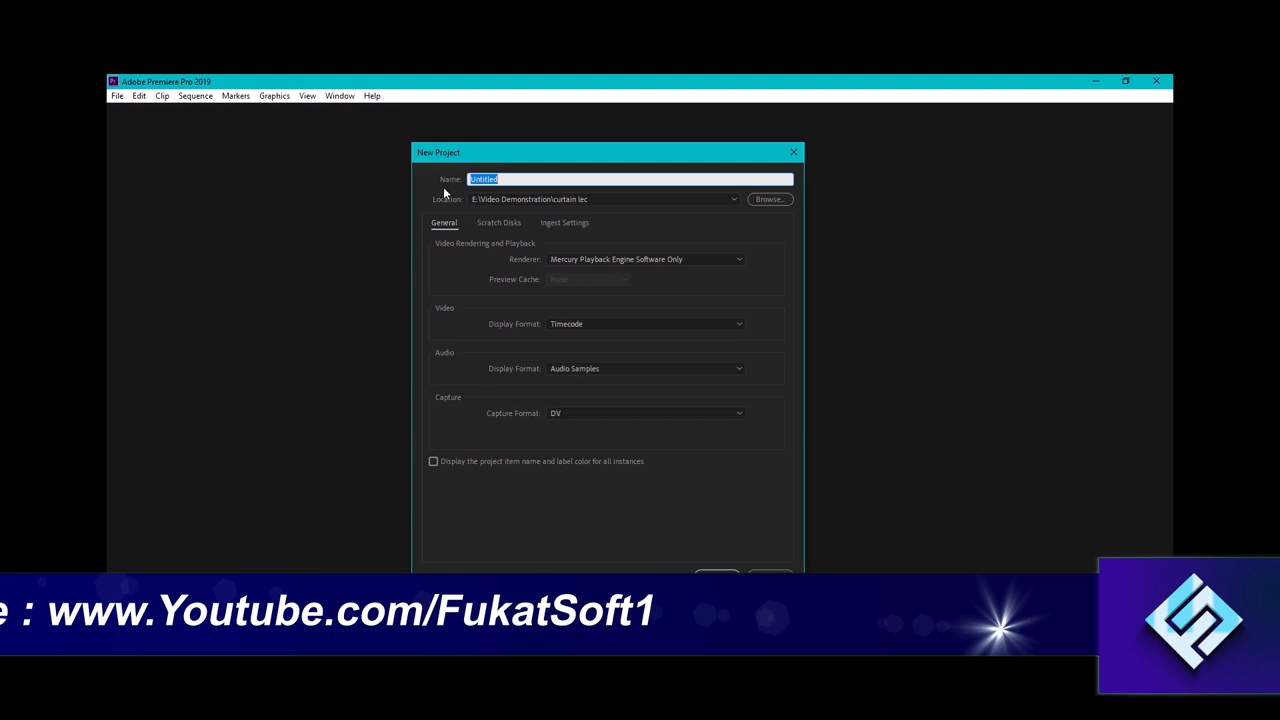 Adobe Premiere Pro 2019
File Edit Clip Sequence Markers Graphics View Window Help
New Project
Name: Untitled
Location: E:\Video Demonstration\curtain lec Browse...
General Scratch Disks Ingest Settings
Video Rendering and Playback
Renderer: Mercury Playback Engine Software Only
Preview Cache: None
Video
Display Format: Timecode
Audio
Display Format: Audio Samples
Capture
Capture Format: DV
Display the project item name and label color for all instances
e : www.Youtube.com/FukatSoft1